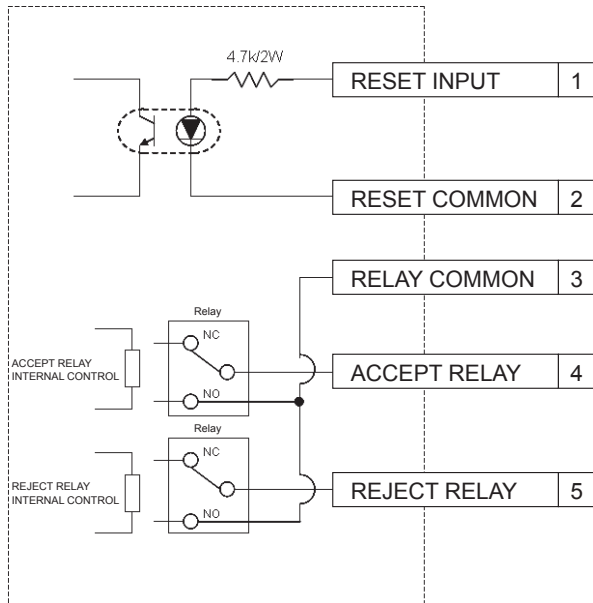 4.7k/2W
RESET INPUT 1
RESET COMMON 2
RELAY COMMON 3
Relay
NC
ACCEPT RELAY
INTERNAL CONTROL
ACCEPT RELAY 4
NO
Relay
NC
REJECT RELAY
INTERNAL CONTROL
REJECT RELAY 5
NO